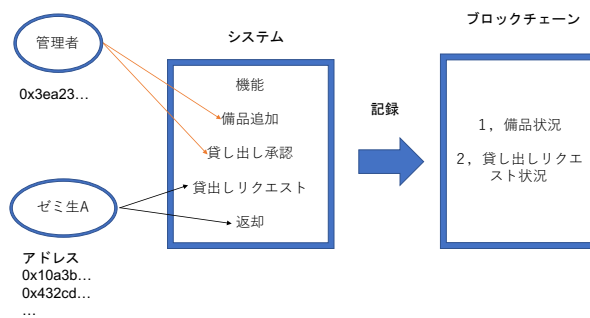 ブロックチェーン
システム
管理者
機能
0x3ea23…
備品追加
記録
1，備品状況
貸し出し承認
2，貸し出しリクエ
スト状況
貸出しリクエスト
ゼミ生A
返却
アドレス
0x10a3b…
0x432cd…
…